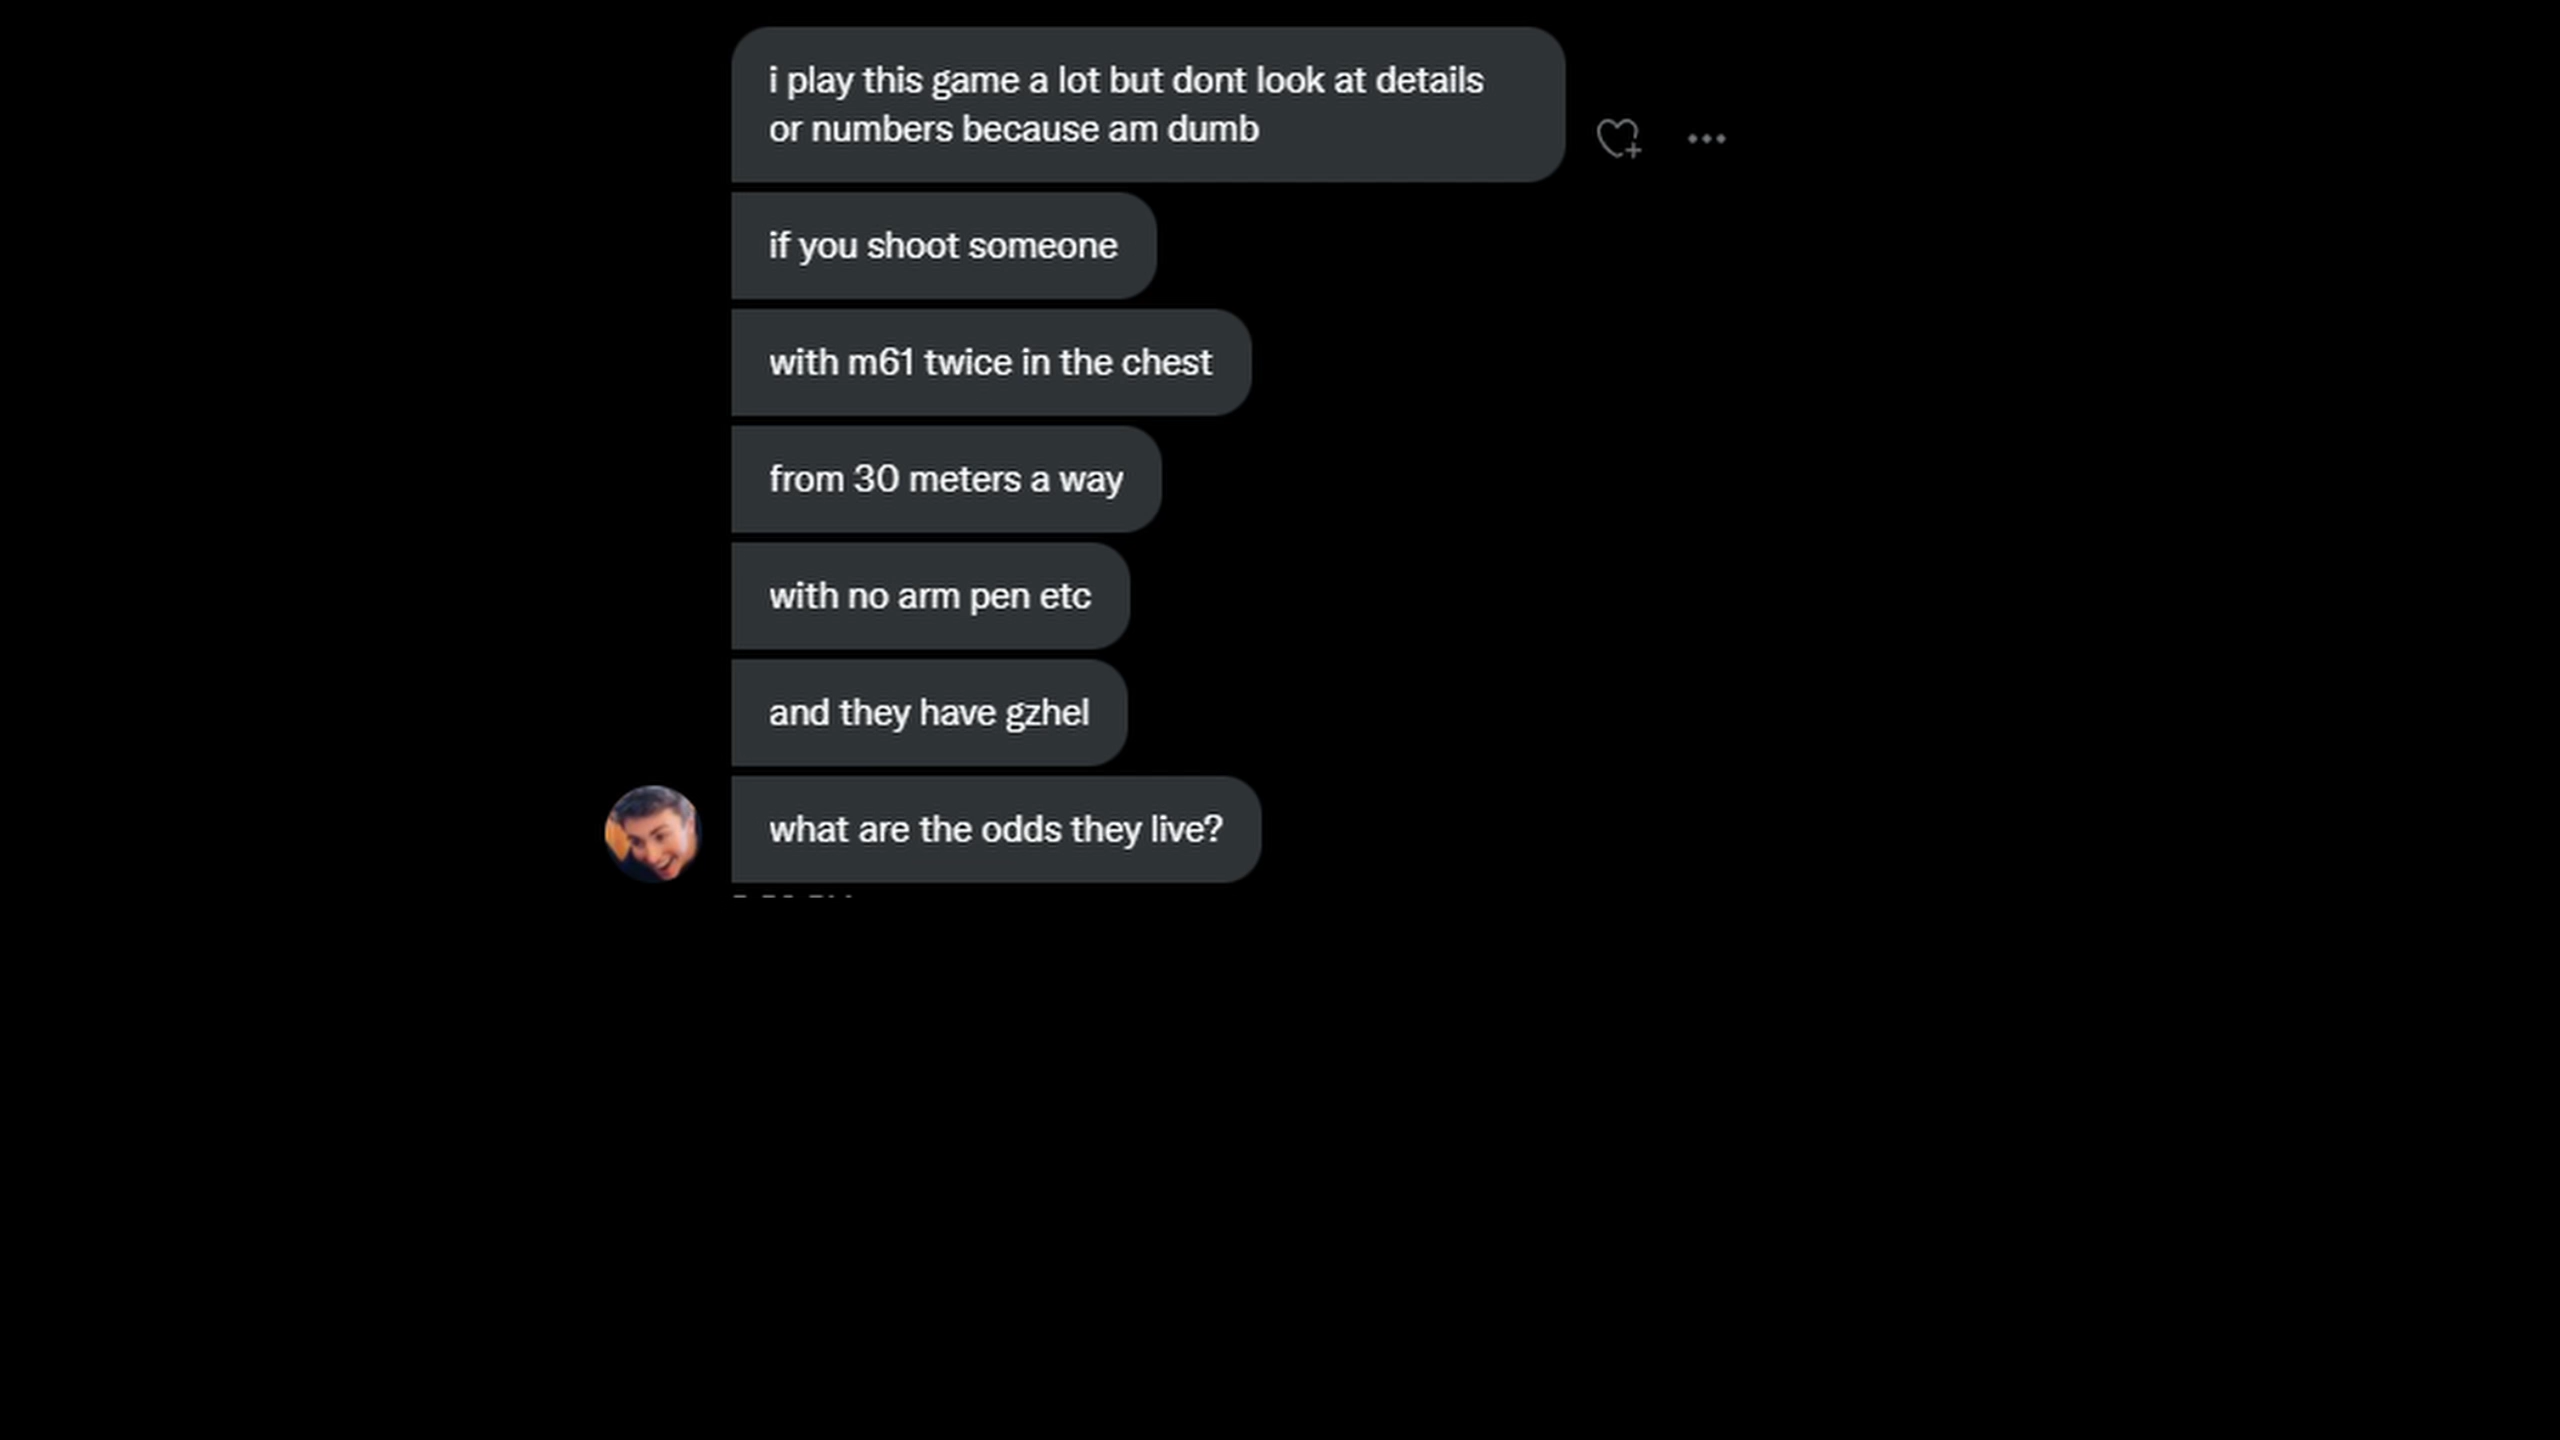 i play this game a lot but dont look at details
or numbers because am dumb
if you shoot someone
with m61 twice in the chest
from 30 meters a way
with no arm pen etc
and they have gzhel
what are the odds they live?